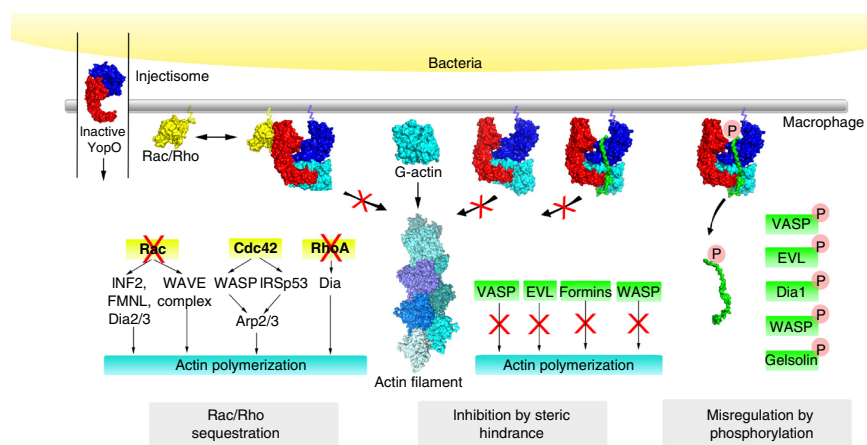 Bacteria
Injectisome
Inactive
YopO
Rac/Rho
G-actin
Macrophage
P
Rac
Cdc42
RhoA
INF2,
FMNL,
Dia2/3
WAVE
complex
WASP
IRSp53
Dia
Arp2/3
Actin polymerization
Actin filament
VASP
EVL
Formins
WASP
Actin polymerization
P
VASP
P
EVL
P
Dia1
P
WASP
P
Gelsolin
P
Rac/Rho
sequestration
Inhibition by steric
hindrance
Misregulation by
phosphorylation